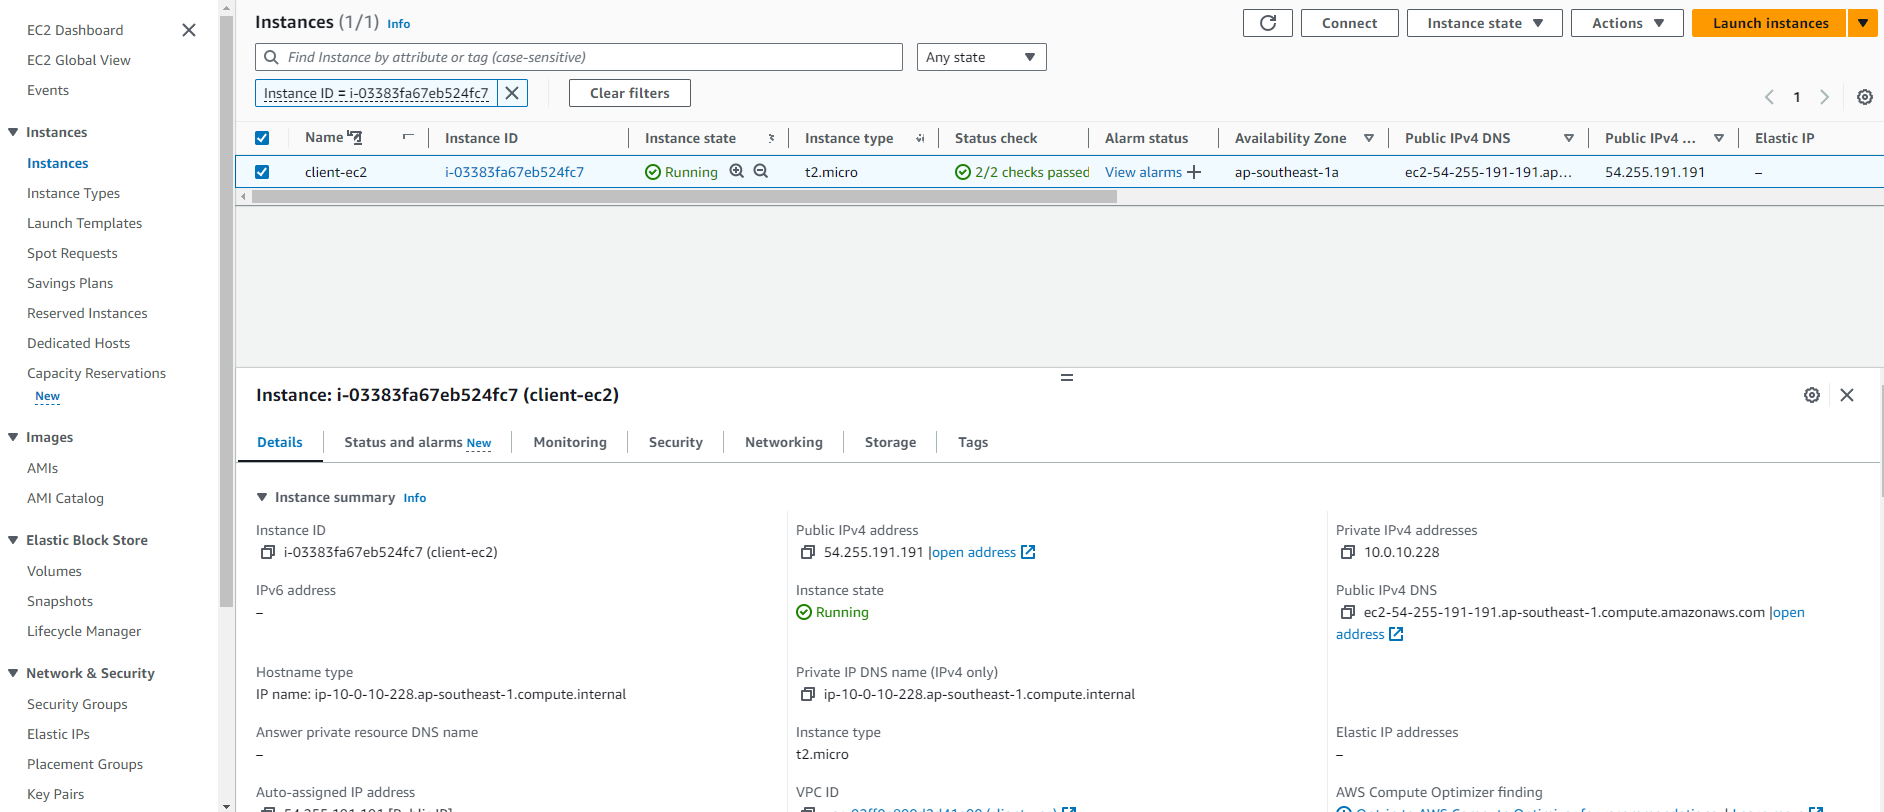 EC2 Dashboard
EC2 Global View
Events
Instances
Instances
Instance Types
Launch Templates
Spot Requests
Savings Plans
Reserved Instances
Dedicated Hosts
Capacity Reservations
New
Images
AMIs
AMI Catalog
Elastic Block Store
Volumes
Snapshots
Lifecycle Manager
Network & Security
Security Groups
Elastic IPs
Placement Groups
Key Pairs
Instances (1/1) Info
Connect
Instance state
Actions
Launch instances
Find Instance by attribute or tag (case-sensitive)
Any state
Instance ID = i-03383fa67eb524fc7
Clear filters
1
Name Instance ID Instance state Instance type Status check Alarm status Availability Zone Public IPv4 DNS Public IPv4 ... Elastic IP
client-ec2 i-03383fa67eb524fc7 Running t2.micro 2/2 checks passed View alarms + ap-southeast-1a ec2-54-255-191-191.ap... 54.255.191.191 –
Instance: i-03383fa67eb524fc7 (client-ec2)
Details Status and alarms New Monitoring Security Networking Storage Tags
Instance summary Info
Instance ID
i-03383fa67eb524fc7 (client-ec2)
Public IPv4 address
54.255.191.191 |open address
Private IPv4 addresses
10.0.10.228
IPv6 address
–
Instance state
Running
Public IPv4 DNS
ec2-54-255-191-191.ap-southeast-1.compute.amazonaws.com |open
address
Hostname type
IP name: ip-10-0-10-228.ap-southeast-1.compute.internal
Private IP DNS name (IPv4 only)
ip-10-0-10-228.ap-southeast-1.compute.internal
Answer private resource DNS name
–
Instance type
t2.micro
Elastic IP addresses
–
Auto-assigned IP address
54.255.191.191 [Public IP]
VPC ID
AWS Compute Optimizer finding